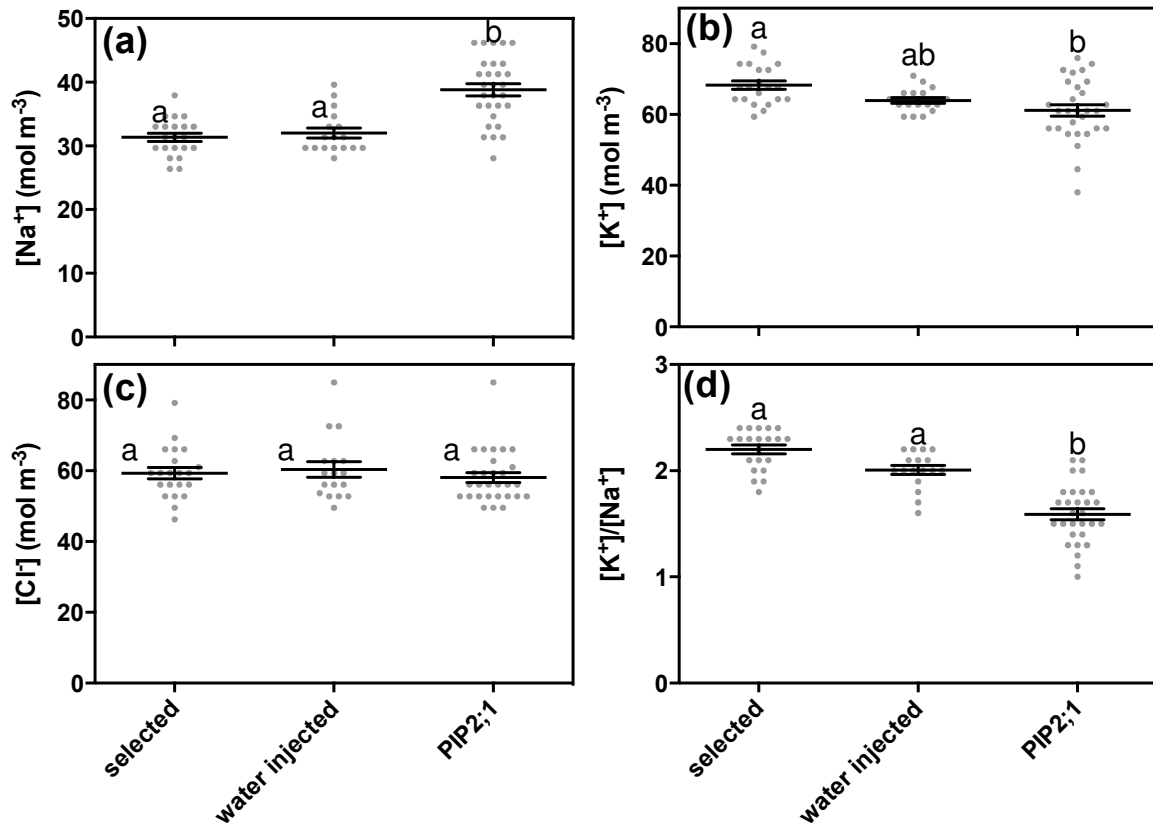 (a)
[Na⁺] (mol m⁻³)
50
40
30
20
10
0
a
a
b
(b)
[K⁺] (mol m⁻³)
80
60
40
20
0
a
ab
b
(c)
[Cl⁻] (mol m⁻³)
80
60
40
20
0
a
a
a
selected
water injected
PIP2;1
(d)
[K⁺]/[Na⁺]
3
2
1
0
a
a
b
selected
water injected
PIP2;1